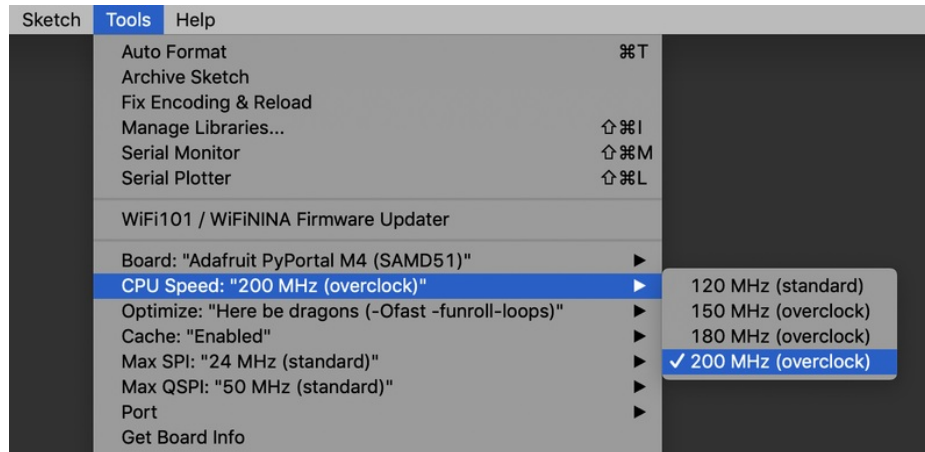 Sketch Tools Help
Auto Format ⌘T
Archive Sketch
Fix Encoding & Reload
Manage Libraries... ⇧⌘I
Serial Monitor ⇧⌘M
Serial Plotter ⇧⌘L
WiFi101 / WiFiNINA Firmware Updater
Board: "Adafruit PyPortal M4 (SAMD51)" ▶
CPU Speed: "200 MHz (overclock)" ▶
Optimize: "Here be dragons (-Ofast -funroll-loops)" ▶
Cache: "Enabled" ▶
Max SPI: "24 MHz (standard)" ▶
Max QSPI: "50 MHz (standard)" ▶
Port ▶
Get Board Info
120 MHz (standard)
150 MHz (overclock)
180 MHz (overclock)
✓ 200 MHz (overclock)